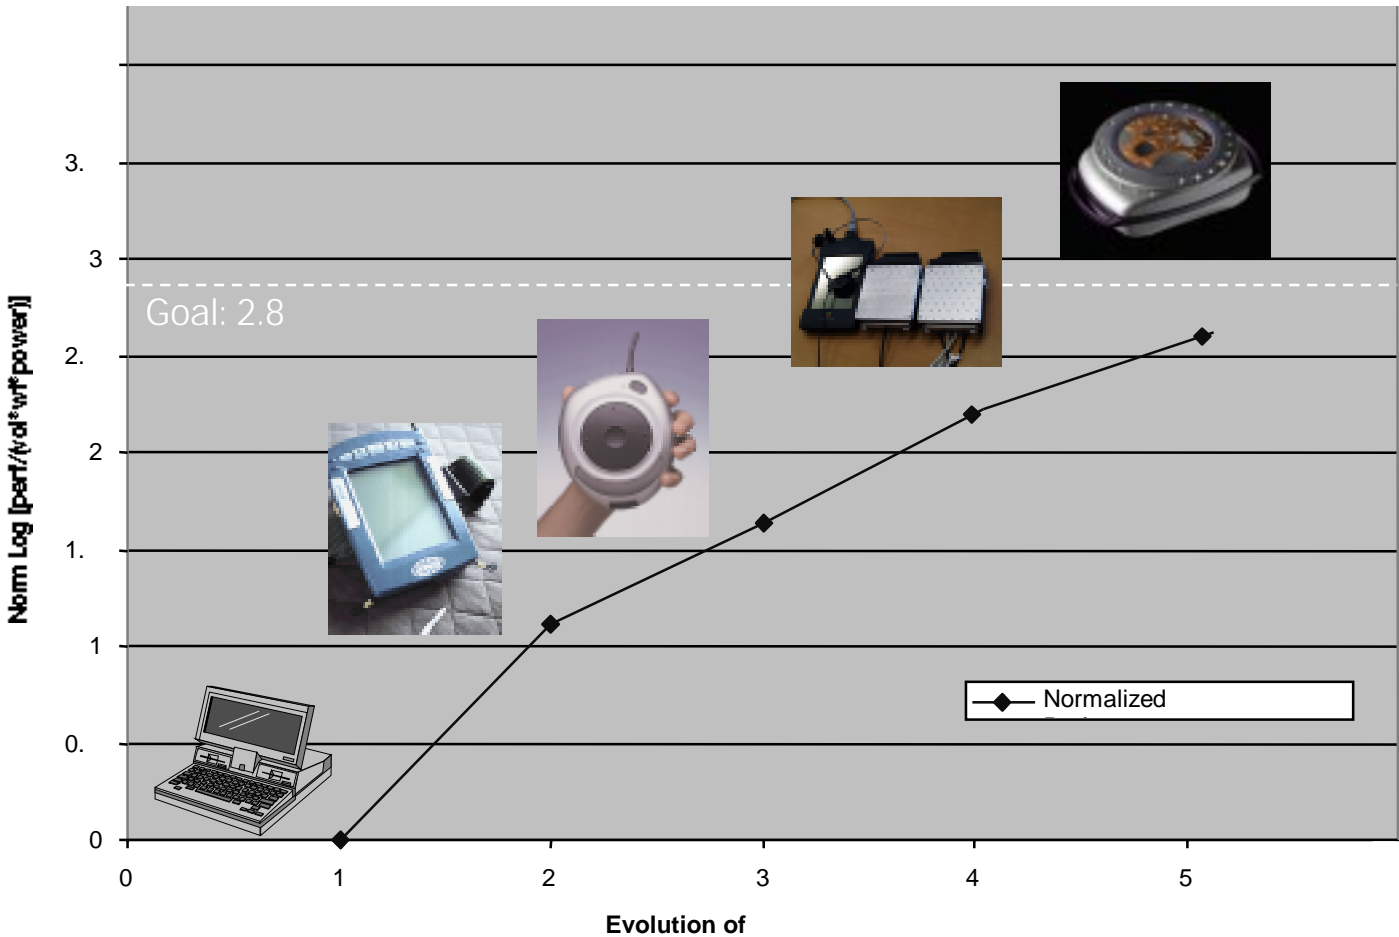 3.
3
Goal: 2.8
2.
2
1.
1
0.
0
Norm Log [perf/(vol*wt*power)]
Normalized
0 1 2 3 4 5
Evolution of